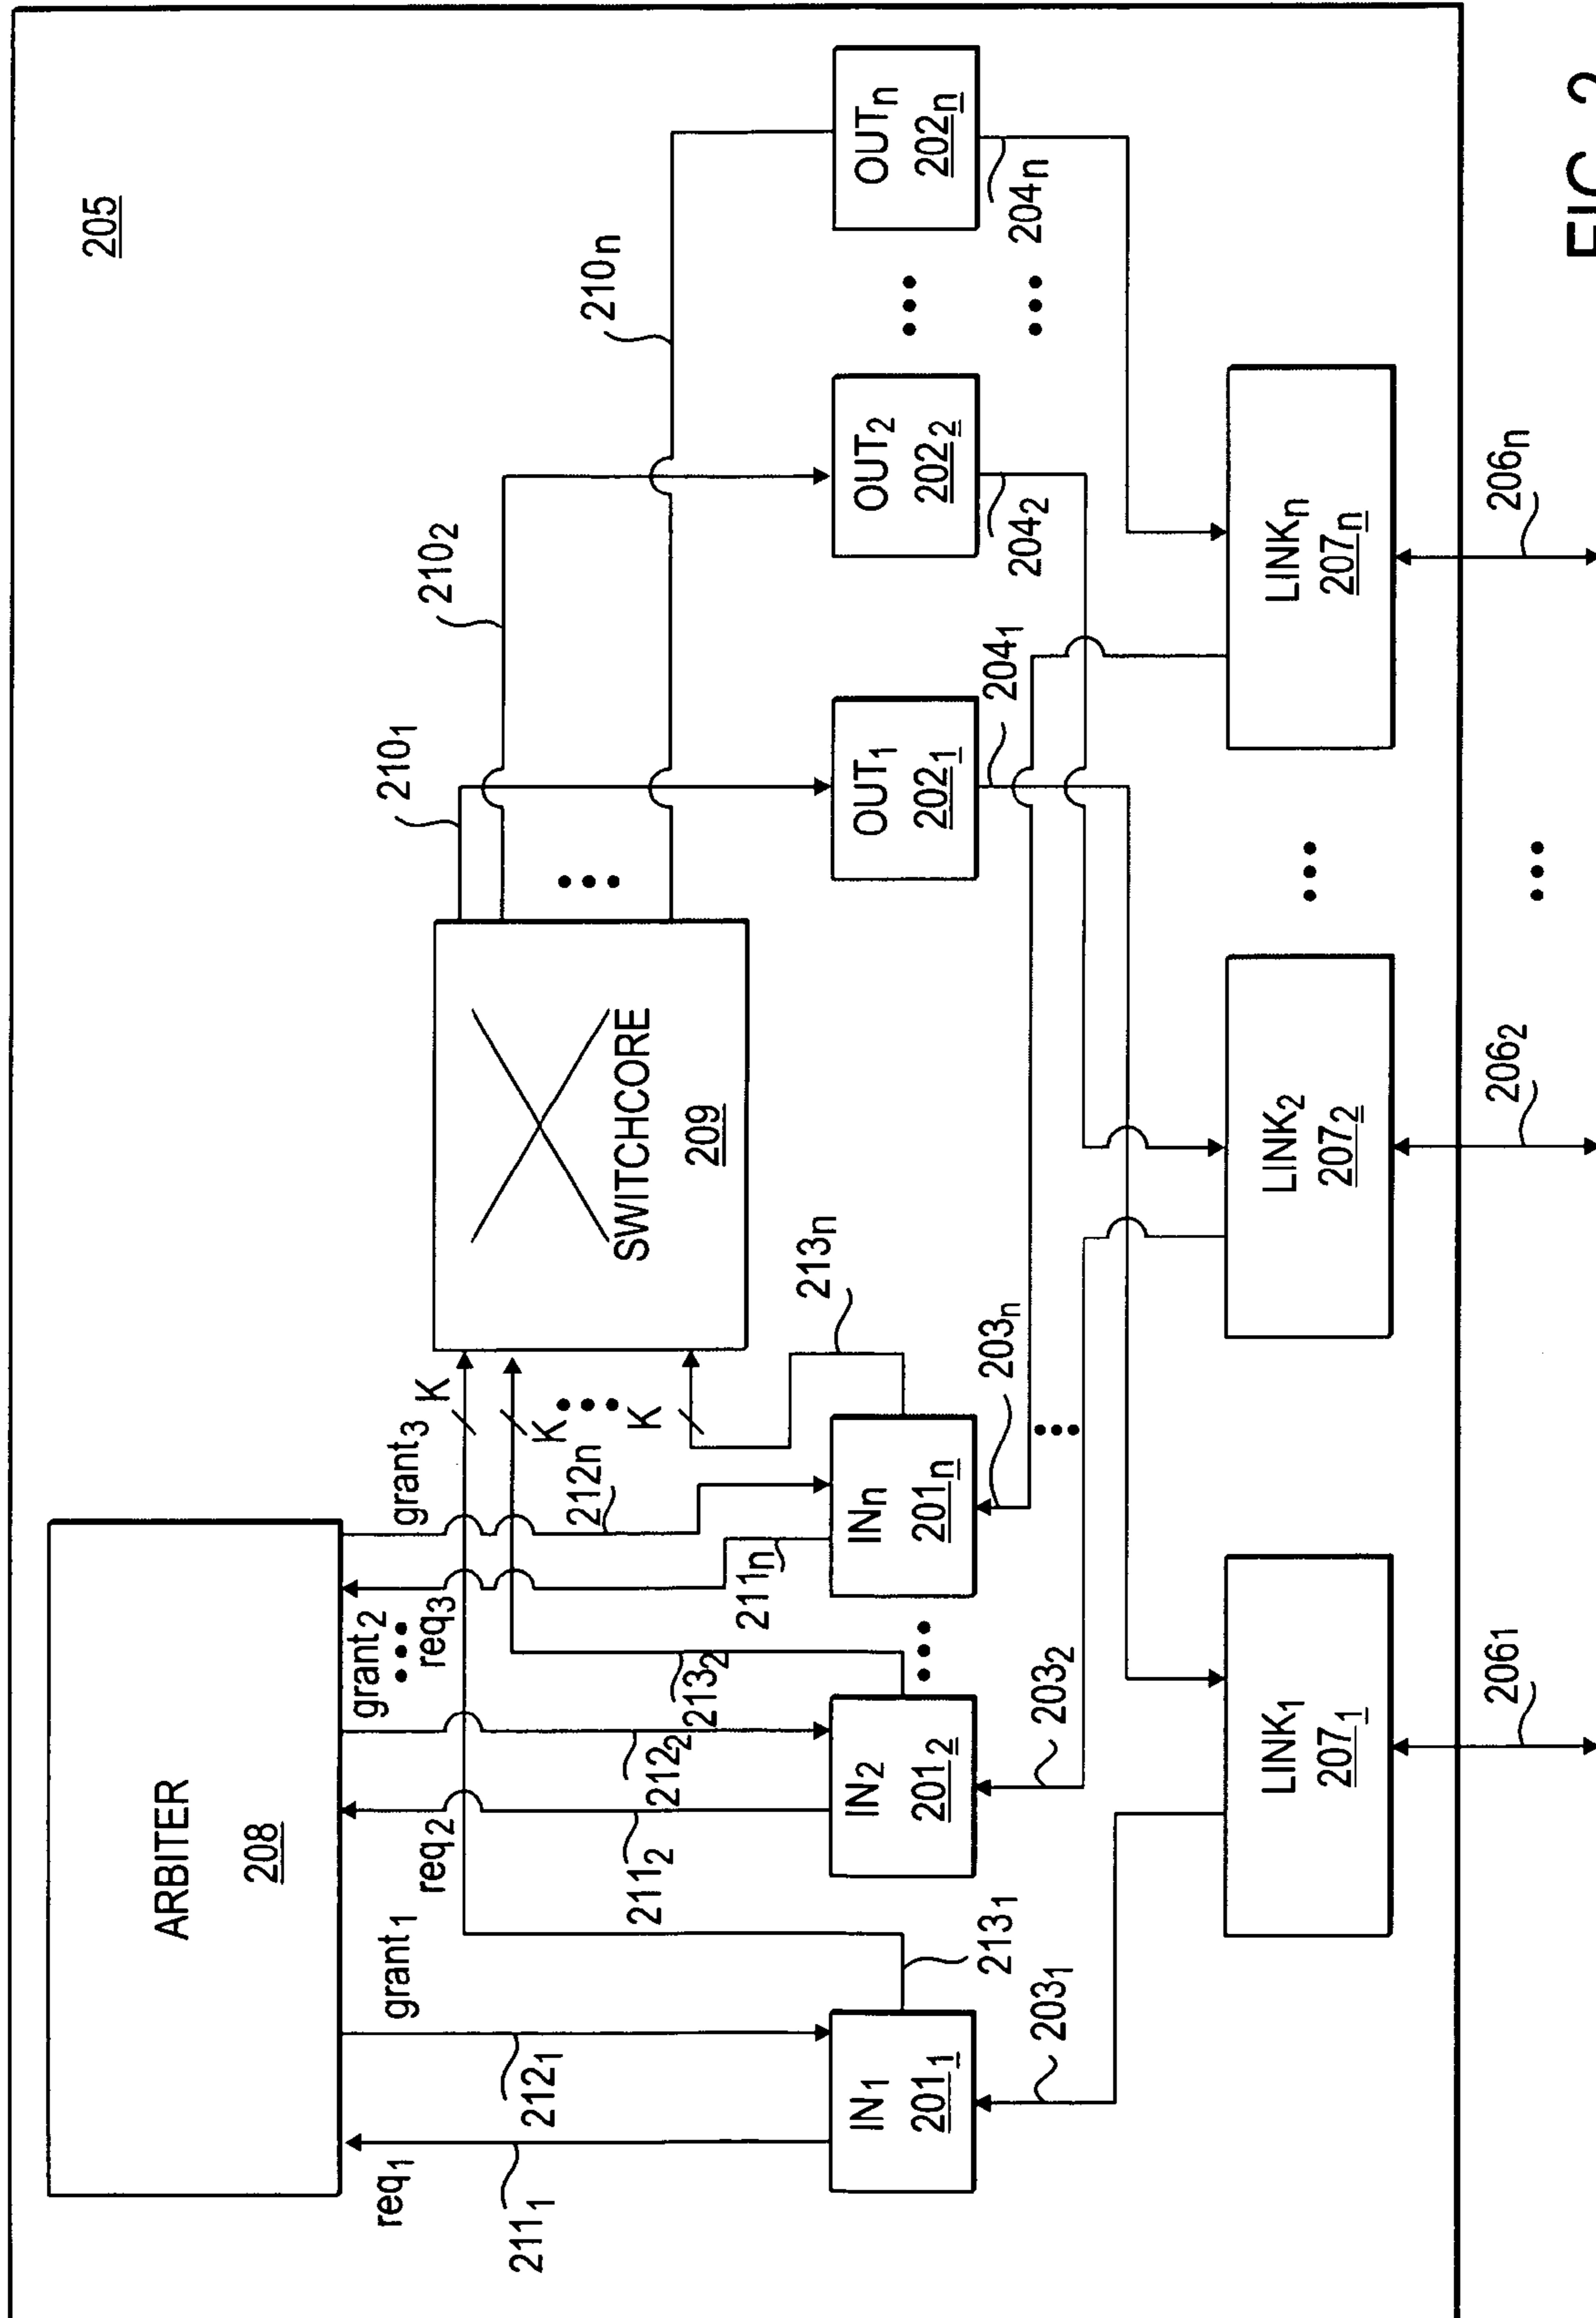 205
ARBITER
208
req₁
grant₁
req₂
grant₂
req₃
grant₃
211₁
212₁
211₂
212₂
213₂
211n
212n
K
K
K
SWITCHCORE
209
210₁
210₂
210n
IN₁
201₁
IN₂
201₂
INn
201n
213₁
213n
OUT₁
202₁
OUT₂
202₂
OUTn
202n
203₁
203₂
203n
204₁
204₂
204n
LINK₁
207₁
LINK₂
207₂
LINKn
207n
206₁
206₂
206n